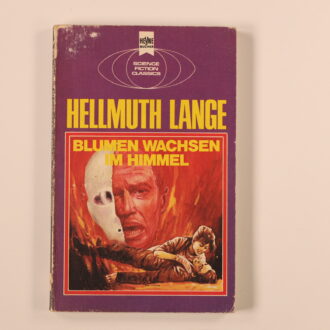 HEYNE
BÜCHER
SCIENCE
FICTION
CLASSICS
HELLMUTH LANGE
BLUMEN WACHSEN
IM HIMMEL